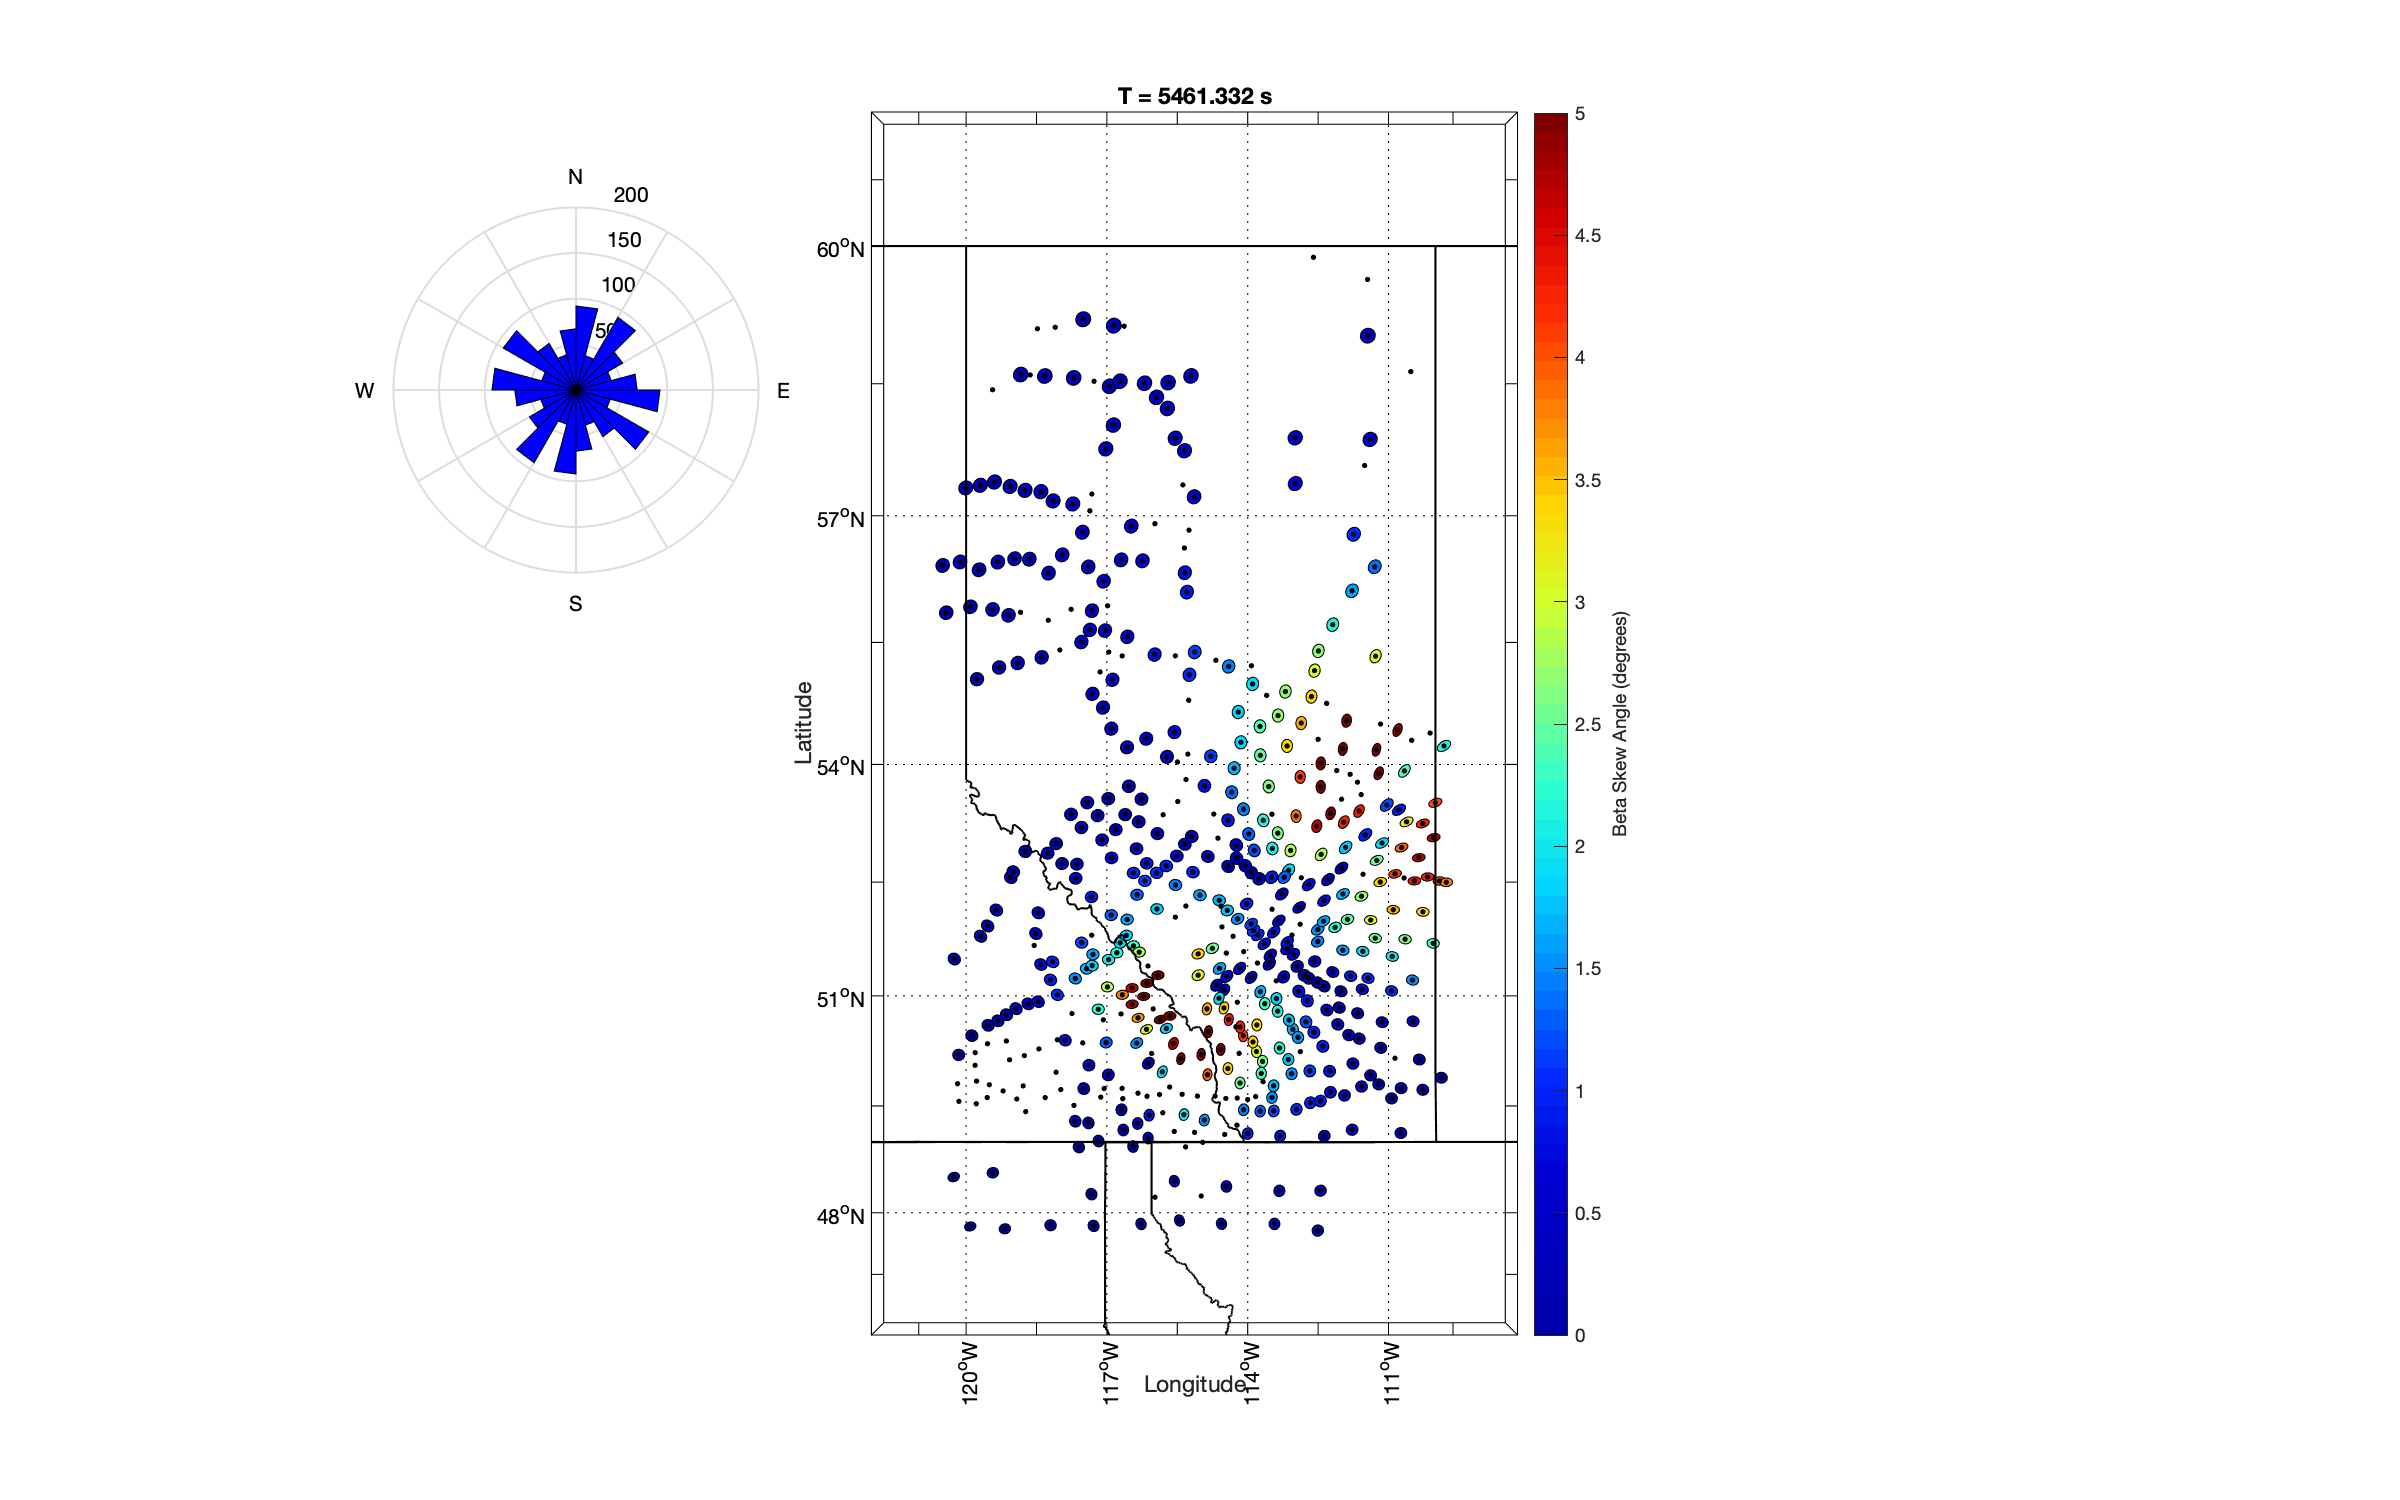 T = 5461.332 s
N
200
150
100
50
W
E
S
60°N
57°N
54°N
51°N
48°N
Latitude
120°W
117°W
114°W
111°W
Longitude
5
4.5
4
3.5
3
2.5
2
1.5
1
0.5
0
Beta Skew Angle (degrees)